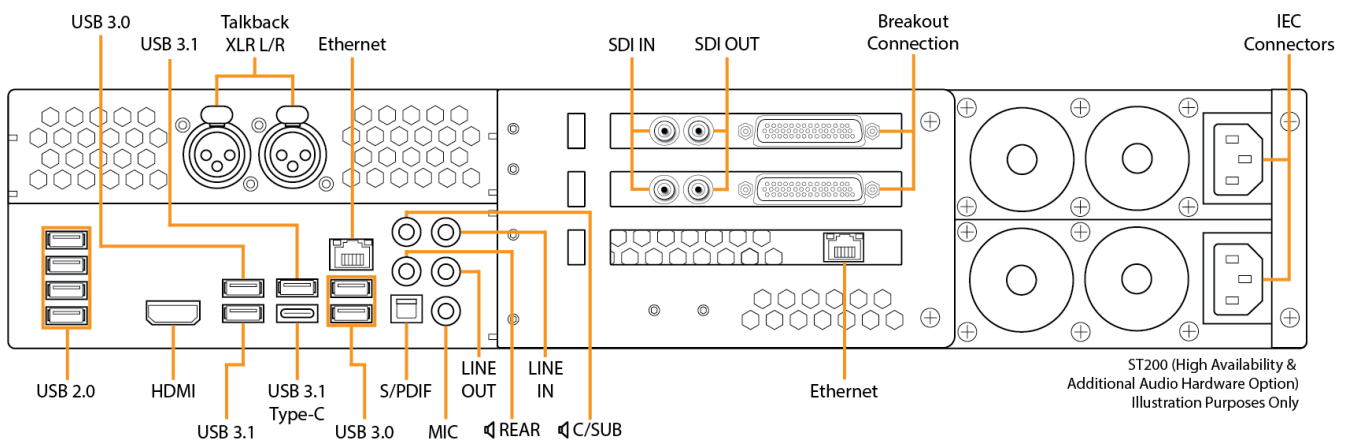 USB 3.0
Talkback
XLR L/R
USB 3.1
Ethernet
SDI IN
SDI OUT
Breakout
Connection
IEC
Connectors
USB 2.0
HDMI
USB 3.1
USB 3.1
Type-C
USB 3.0
S/PDIF
MIC
LINE
OUT
REAR
LINE
IN
C/SUB
Ethernet
ST200 (High Availability &
Additional Audio Hardware Option)
Illustration Purposes Only